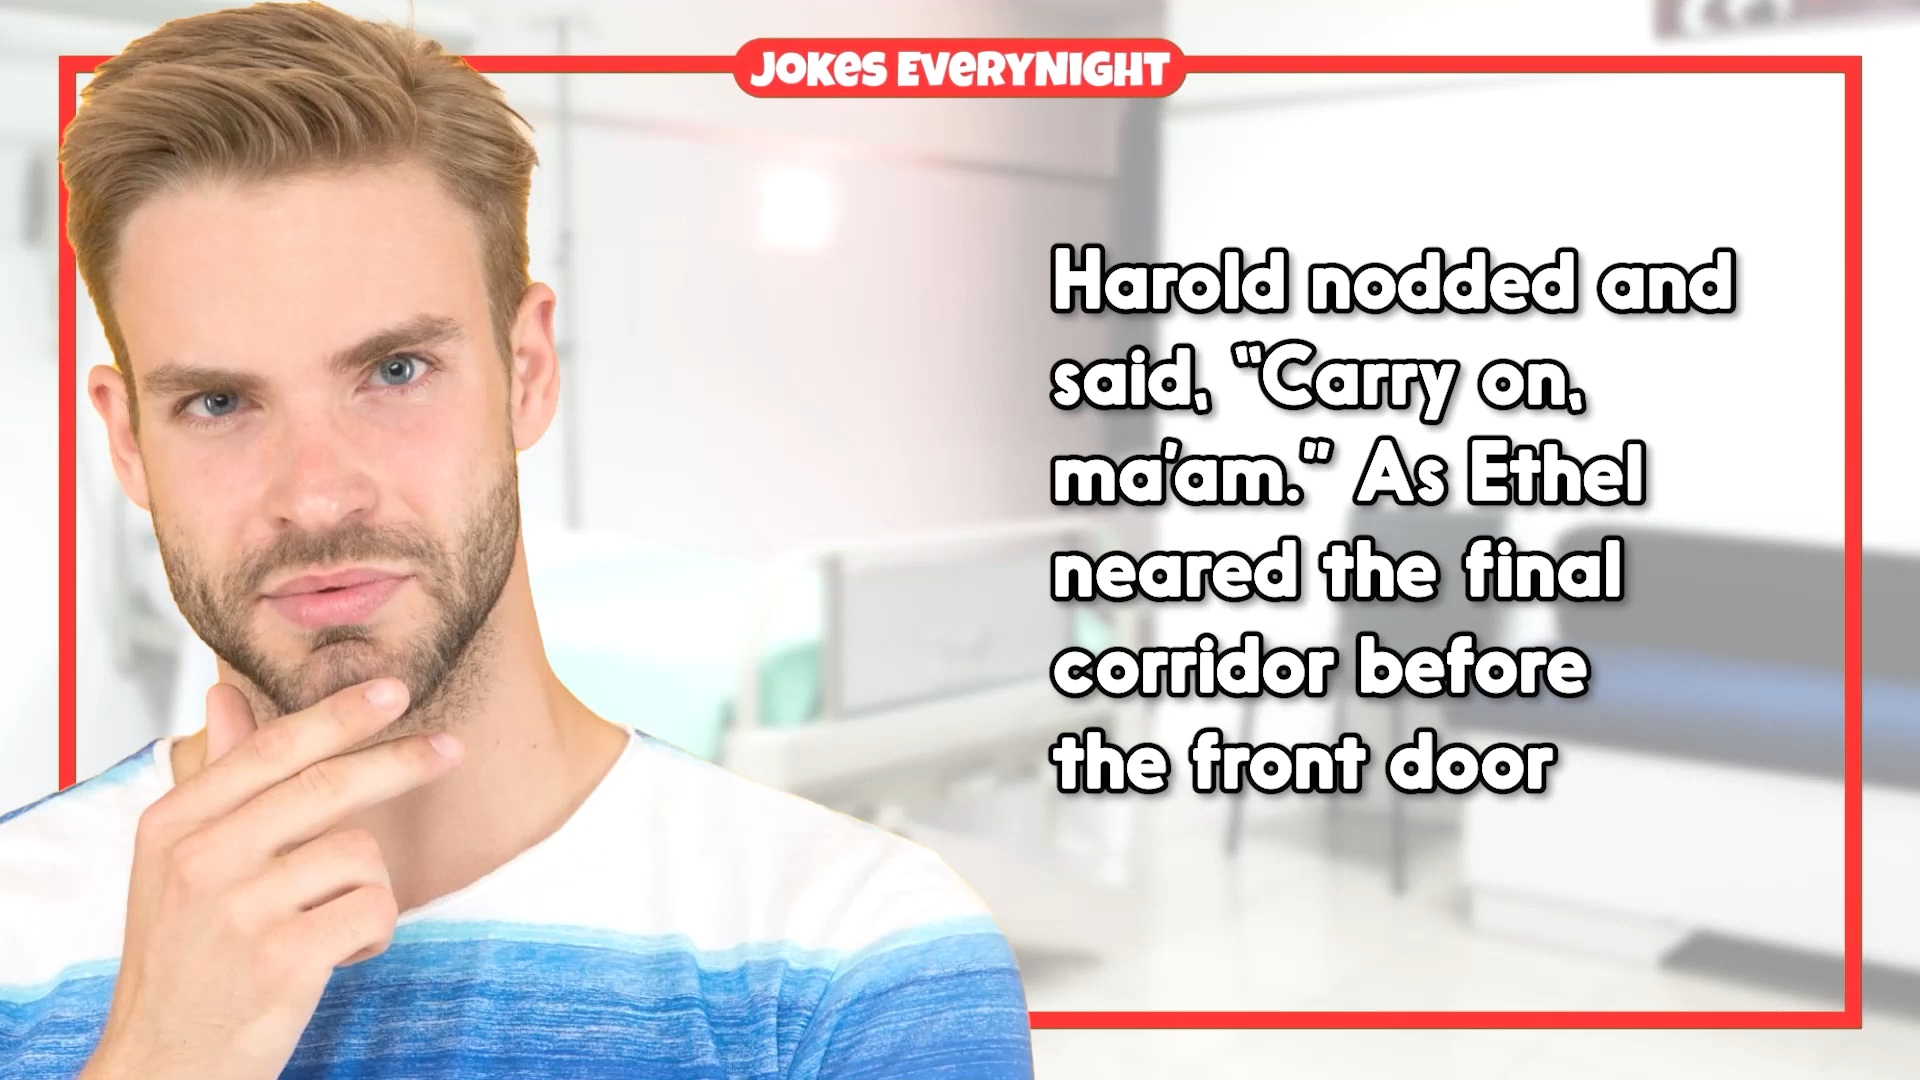 JOKES EVERYNIGHT
Harold nodded and
said, "Carry on,
ma'am." As Ethel
neared the final
corridor before
the front door